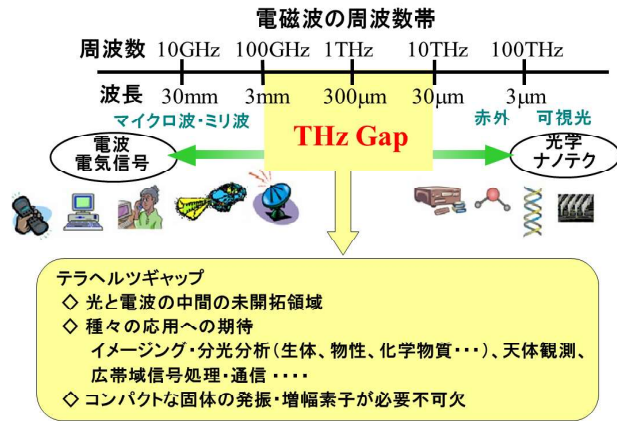 電磁波の周波数帯
周波数 10GHz 100GHz 1THz 10THz 100THz
波長 30mm 3mm 300μm 30μm 3μm
マイクロ波・ミリ波 赤外 可視光
THz Gap
電波
電気信号
光学
ナノテク
テラヘルツギャップ
◇ 光と電波の中間の未開拓領域
◇ 種々の応用への期待
イメージング・分光分析(生体、物性、化学物質・・・)、天体観測、
広帯域信号処理・通信 ・・・・
◇ コンパクトな固体の発振・増幅素子が必要不可欠